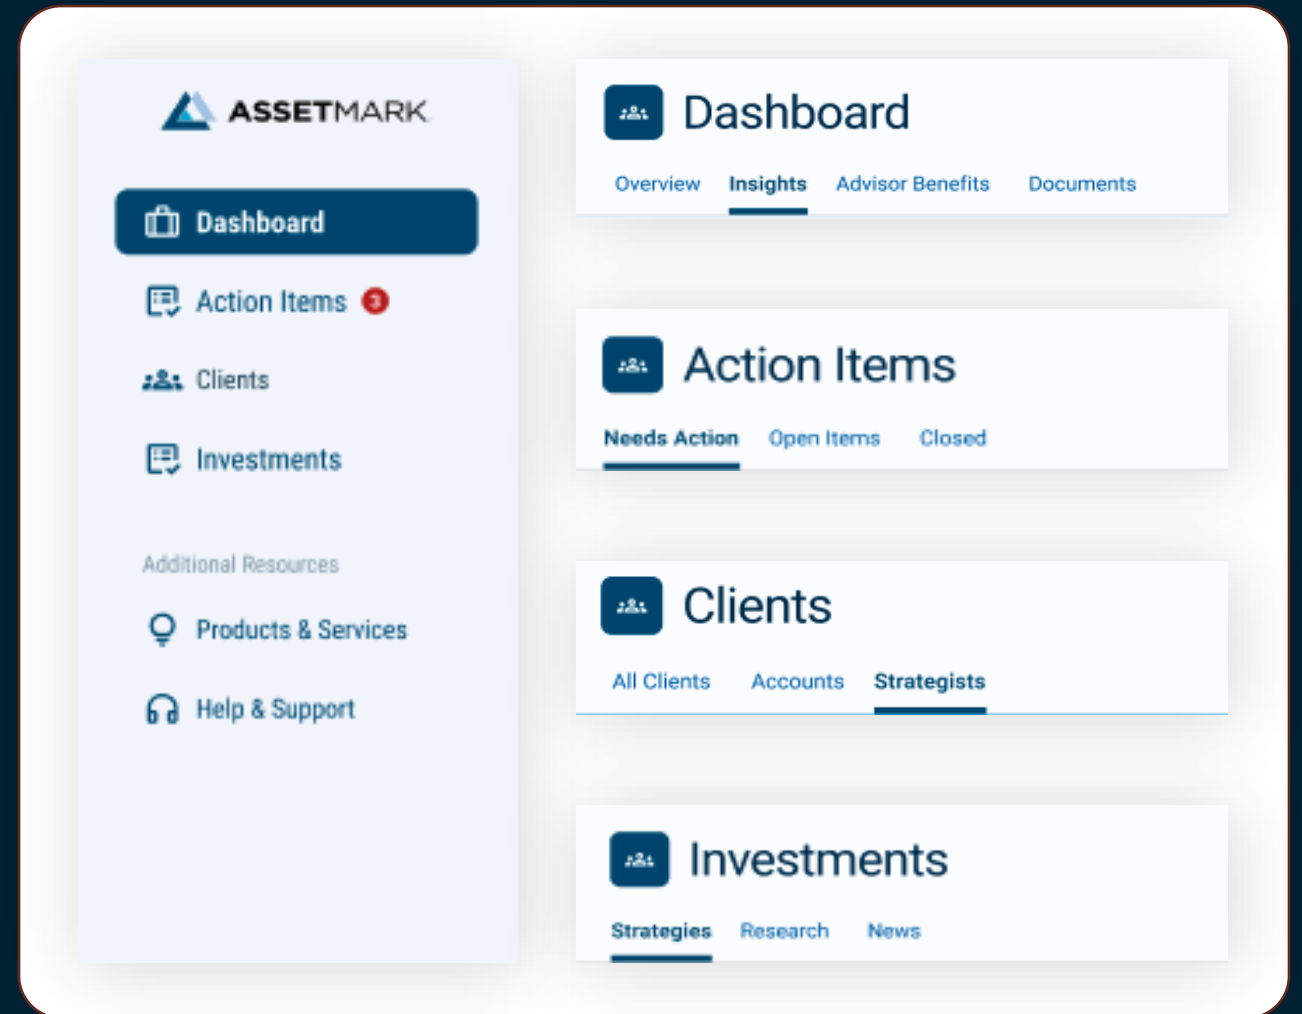 ASSETMARK
Dashboard
Action Items 3
Clients
Investments
Additional Resources
Products & Services
Help & Support
Dashboard
Overview Insights Advisor Benefits Documents
Action Items
Needs Action Open Items Closed
Clients
All Clients Accounts Strategists
Investments
Strategies Research News